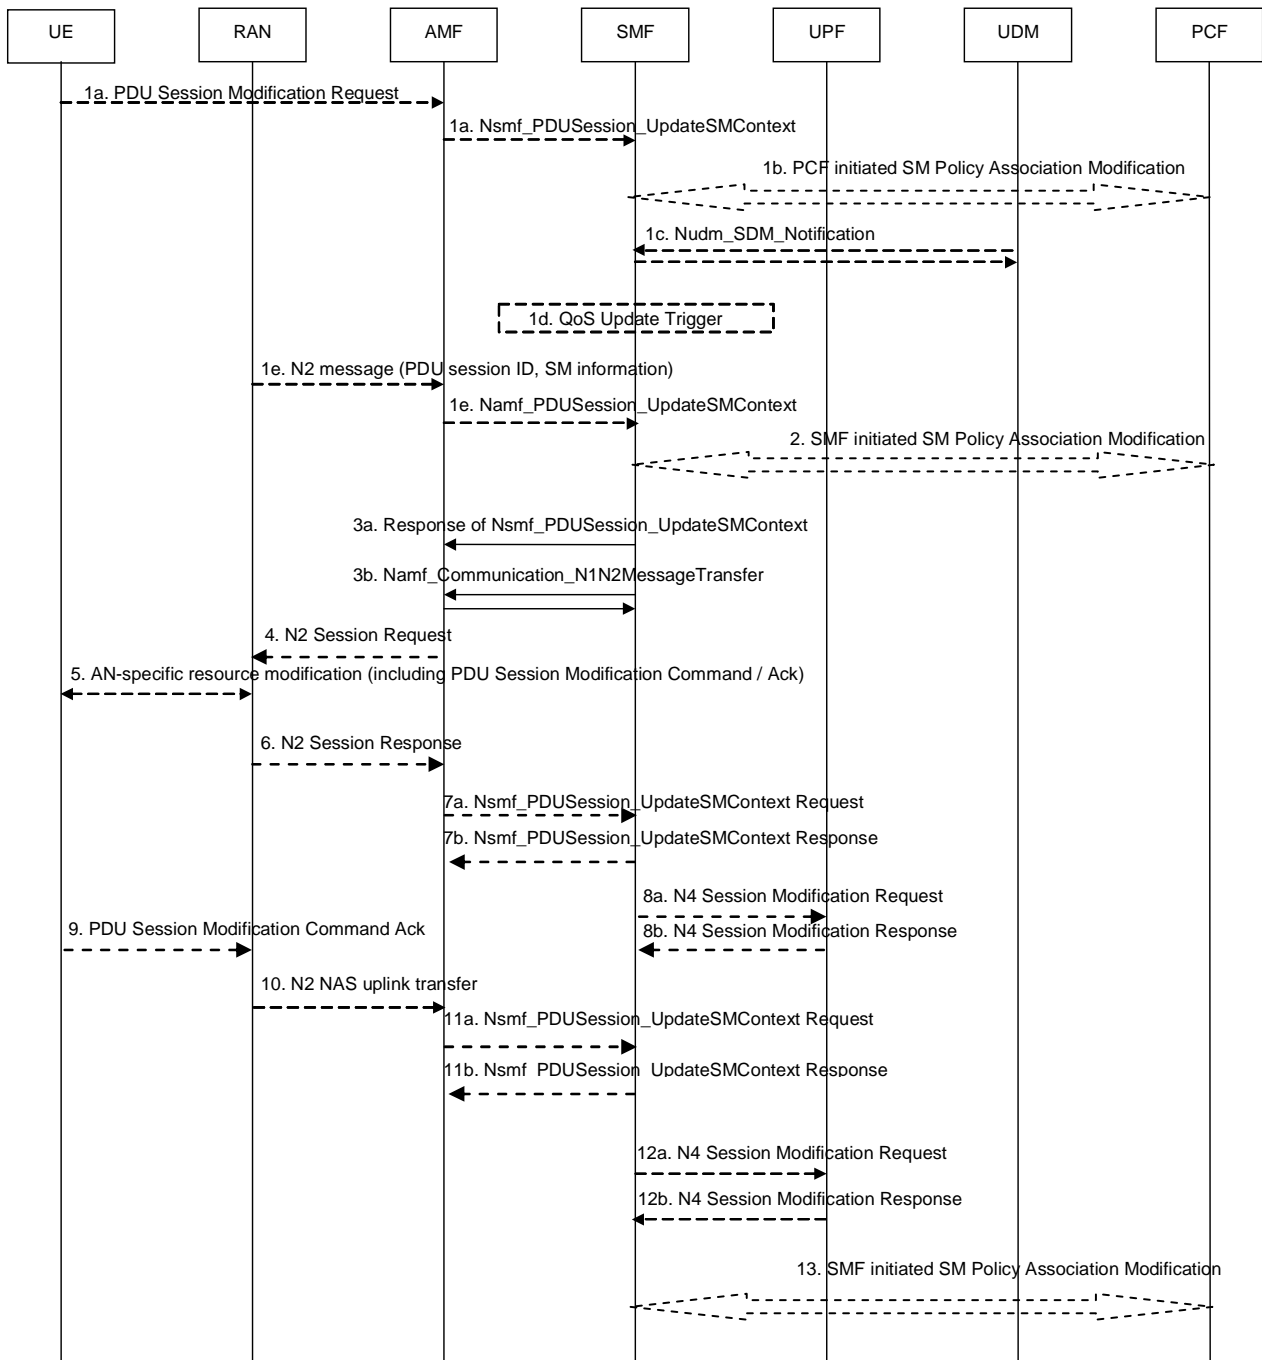 UE
RAN
AMF
SMF
UPF
UDM
PCF
1a. PDU Session Modification Request
1a. Nsmf_PDUSession_UpdateSMContext
1b. PCF initiated SM Policy Association Modification
1c. Nudm_SDM_Notification
1d. QoS Update Trigger
1e. N2 message (PDU session ID, SM information)
1e. Namf_PDUSession_UpdateSMContext
2. SMF initiated SM Policy Association Modification
3a. Response of Nsmf_PDUSession_UpdateSMContext
3b. Namf_Communication_N1N2MessageTransfer
4. N2 Session Request
5. AN-specific resource modification (including PDU Session Modification Command / Ack)
6. N2 Session Response
7a. Nsmf_PDUSession_UpdateSMContext Request
7b. Nsmf_PDUSession_UpdateSMContext Response
8a. N4 Session Modification Request
9. PDU Session Modification Command Ack
8b. N4 Session Modification Response
10. N2 NAS uplink transfer
11a. Nsmf_PDUSession_UpdateSMContext Request
11b. Nsmf_PDUSession_UpdateSMContext Response
12a. N4 Session Modification Request
12b. N4 Session Modification Response
13. SMF initiated SM Policy Association Modification